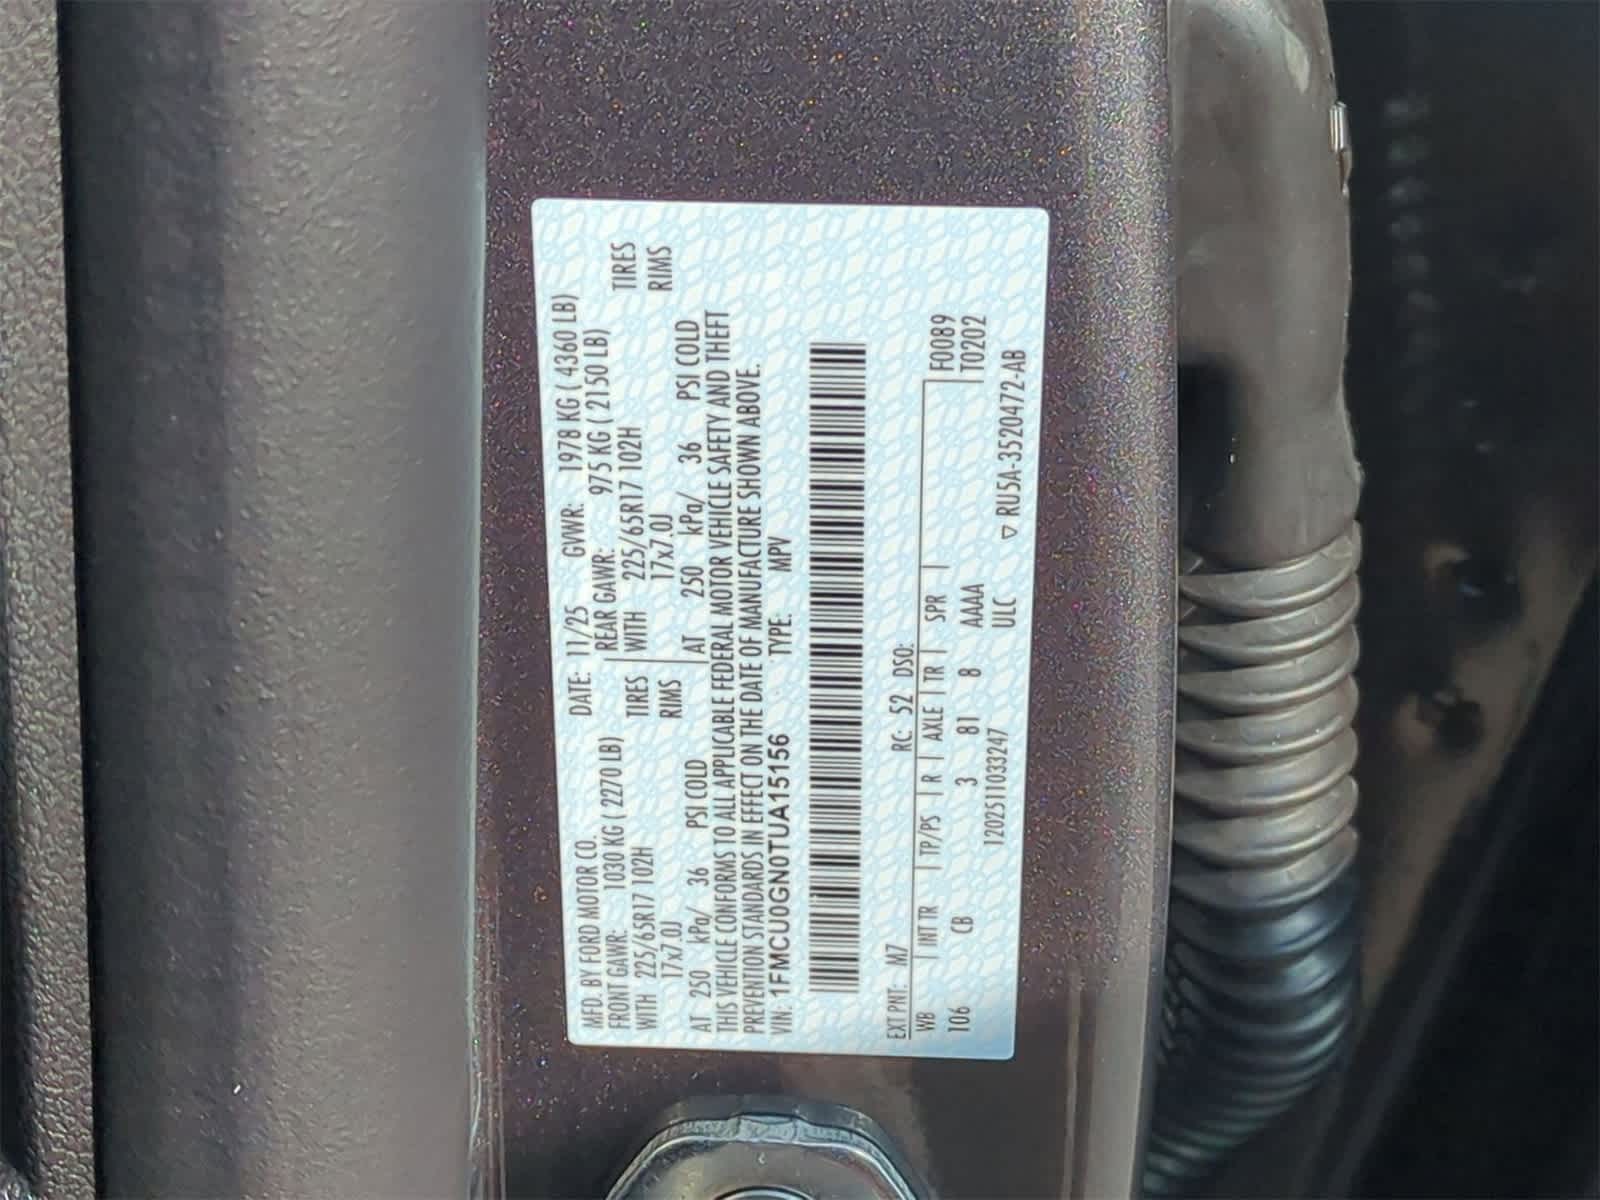 MFD. BY FORD MOTOR CO. DATE: 11/25 GVWR: 1978 KG ( 4360 LB)
FRONT GAWR: 1030 KG ( 2270 LB) REAR GAWR: 975 KG ( 2150 LB)
WITH 225/65R17 102H TIRES WITH 225/65R17 102H TIRES
17x7.0J RIMS 17x7.0J RIMS
AT 250 kPa/ 36 PSI COLD AT 250 kPa/ 36 PSI COLD
THIS VEHICLE CONFORMS TO ALL APPLICABLE FEDERAL MOTOR VEHICLE SAFETY AND THEFT
PREVENTION STANDARDS IN EFFECT ON THE DATE OF MANUFACTURE SHOWN ABOVE.
VIN: 1FMCU0GN0TUA15156 TYPE: MPV
EXT PNT: M7 RC: 52 DSO:
WB | INT TR | TP/PS | R | AXLE | TR | SPR | F0089
106 CB 3 81 8 AAAA T0202
1202511033247 ULC ▽ RU5A-3520472-AB